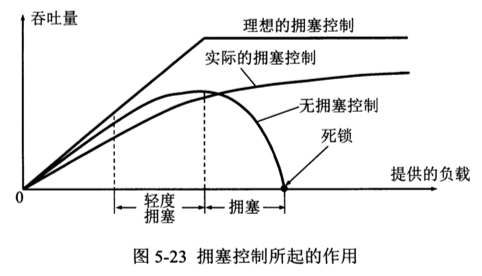 吞吐量
理想的拥塞控制
实际的拥塞控制
无拥塞控制
死锁
提供的负载
0
轻度
拥塞
拥塞
图 5-23 拥塞控制所起的作用